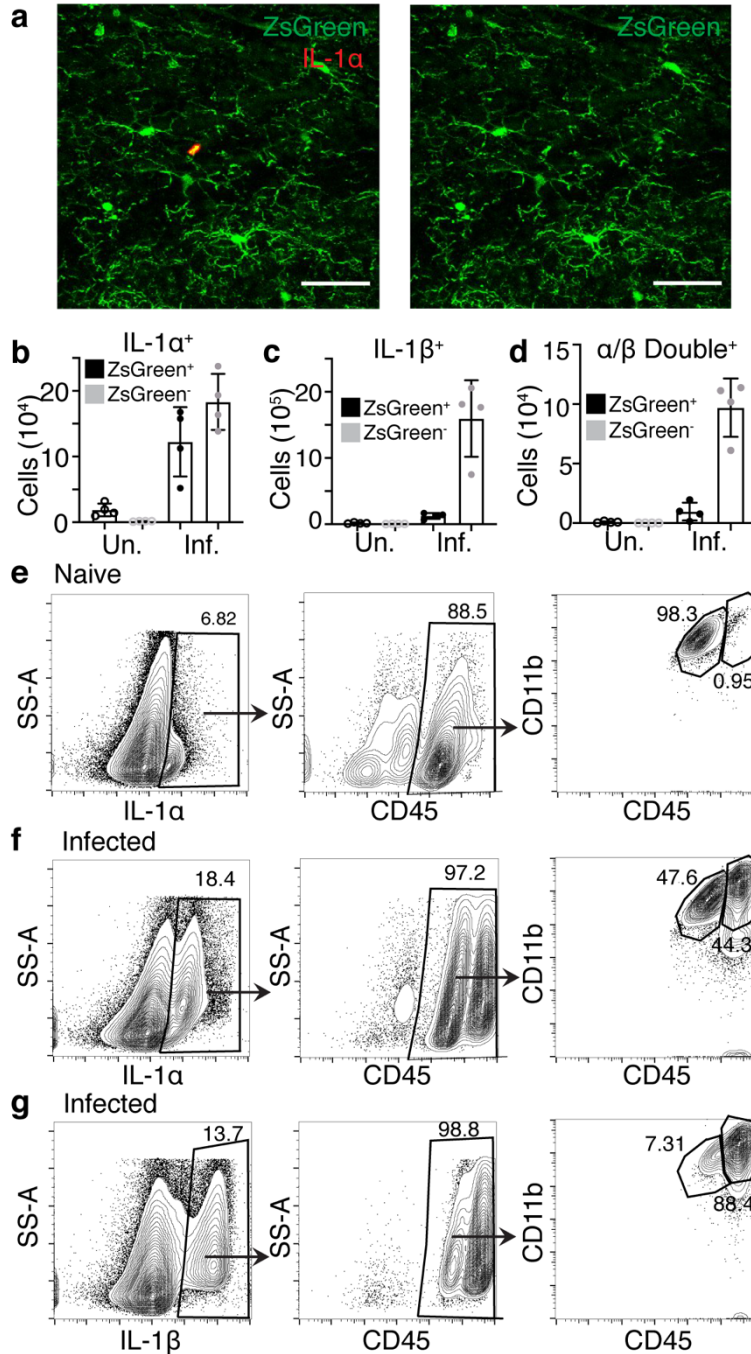 a
ZsGreen
IL-1α
ZsGreen
b
IL-1α⁺
ZsGreen⁺
ZsGreen⁻
Cells (10⁴)
20
10
0
Un.
Inf.
c
IL-1β⁺
ZsGreen⁺
ZsGreen⁻
Cells (10⁵)
20
10
0
Un.
Inf.
d
α/β Double⁺
ZsGreen⁺
ZsGreen⁻
Cells (10⁴)
15
10
5
0
Un.
Inf.
e Naive
6.82
SS-A
IL-1α
88.5
SS-A
CD45
98.3
0.95
CD11b
CD45
f Infected
18.4
SS-A
IL-1α
97.2
SS-A
CD45
47.6
44.3
CD11b
CD45
g Infected
13.7
SS-A
IL-1β
98.8
SS-A
CD45
7.31
88.4
CD11b
CD45